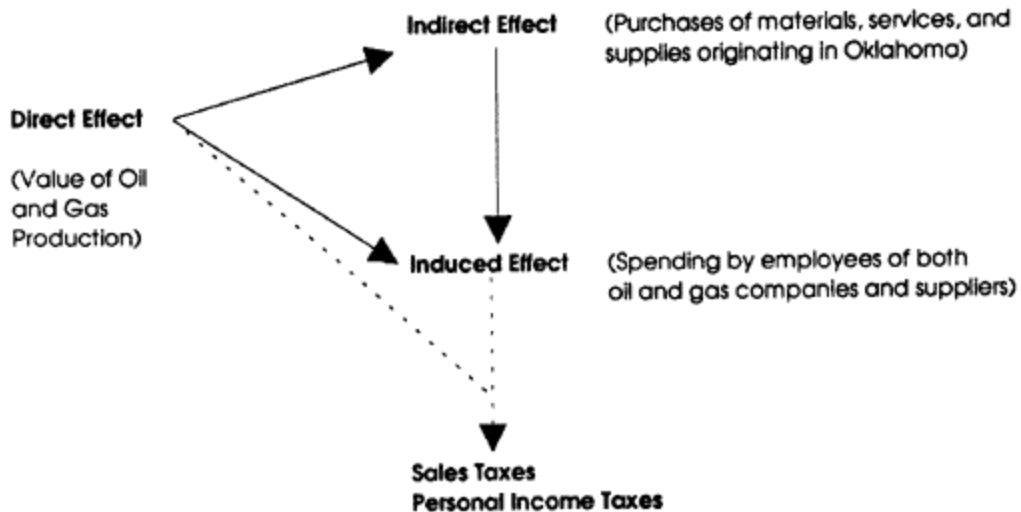 Indirect Effect
(Purchases of materials, services, and
supplies originating in Oklahoma)
Direct Effect
(Value of Oil
and Gas
Production)
Induced Effect
(Spending by employees of both
oil and gas companies and suppliers)
Sales Taxes
Personal Income Taxes